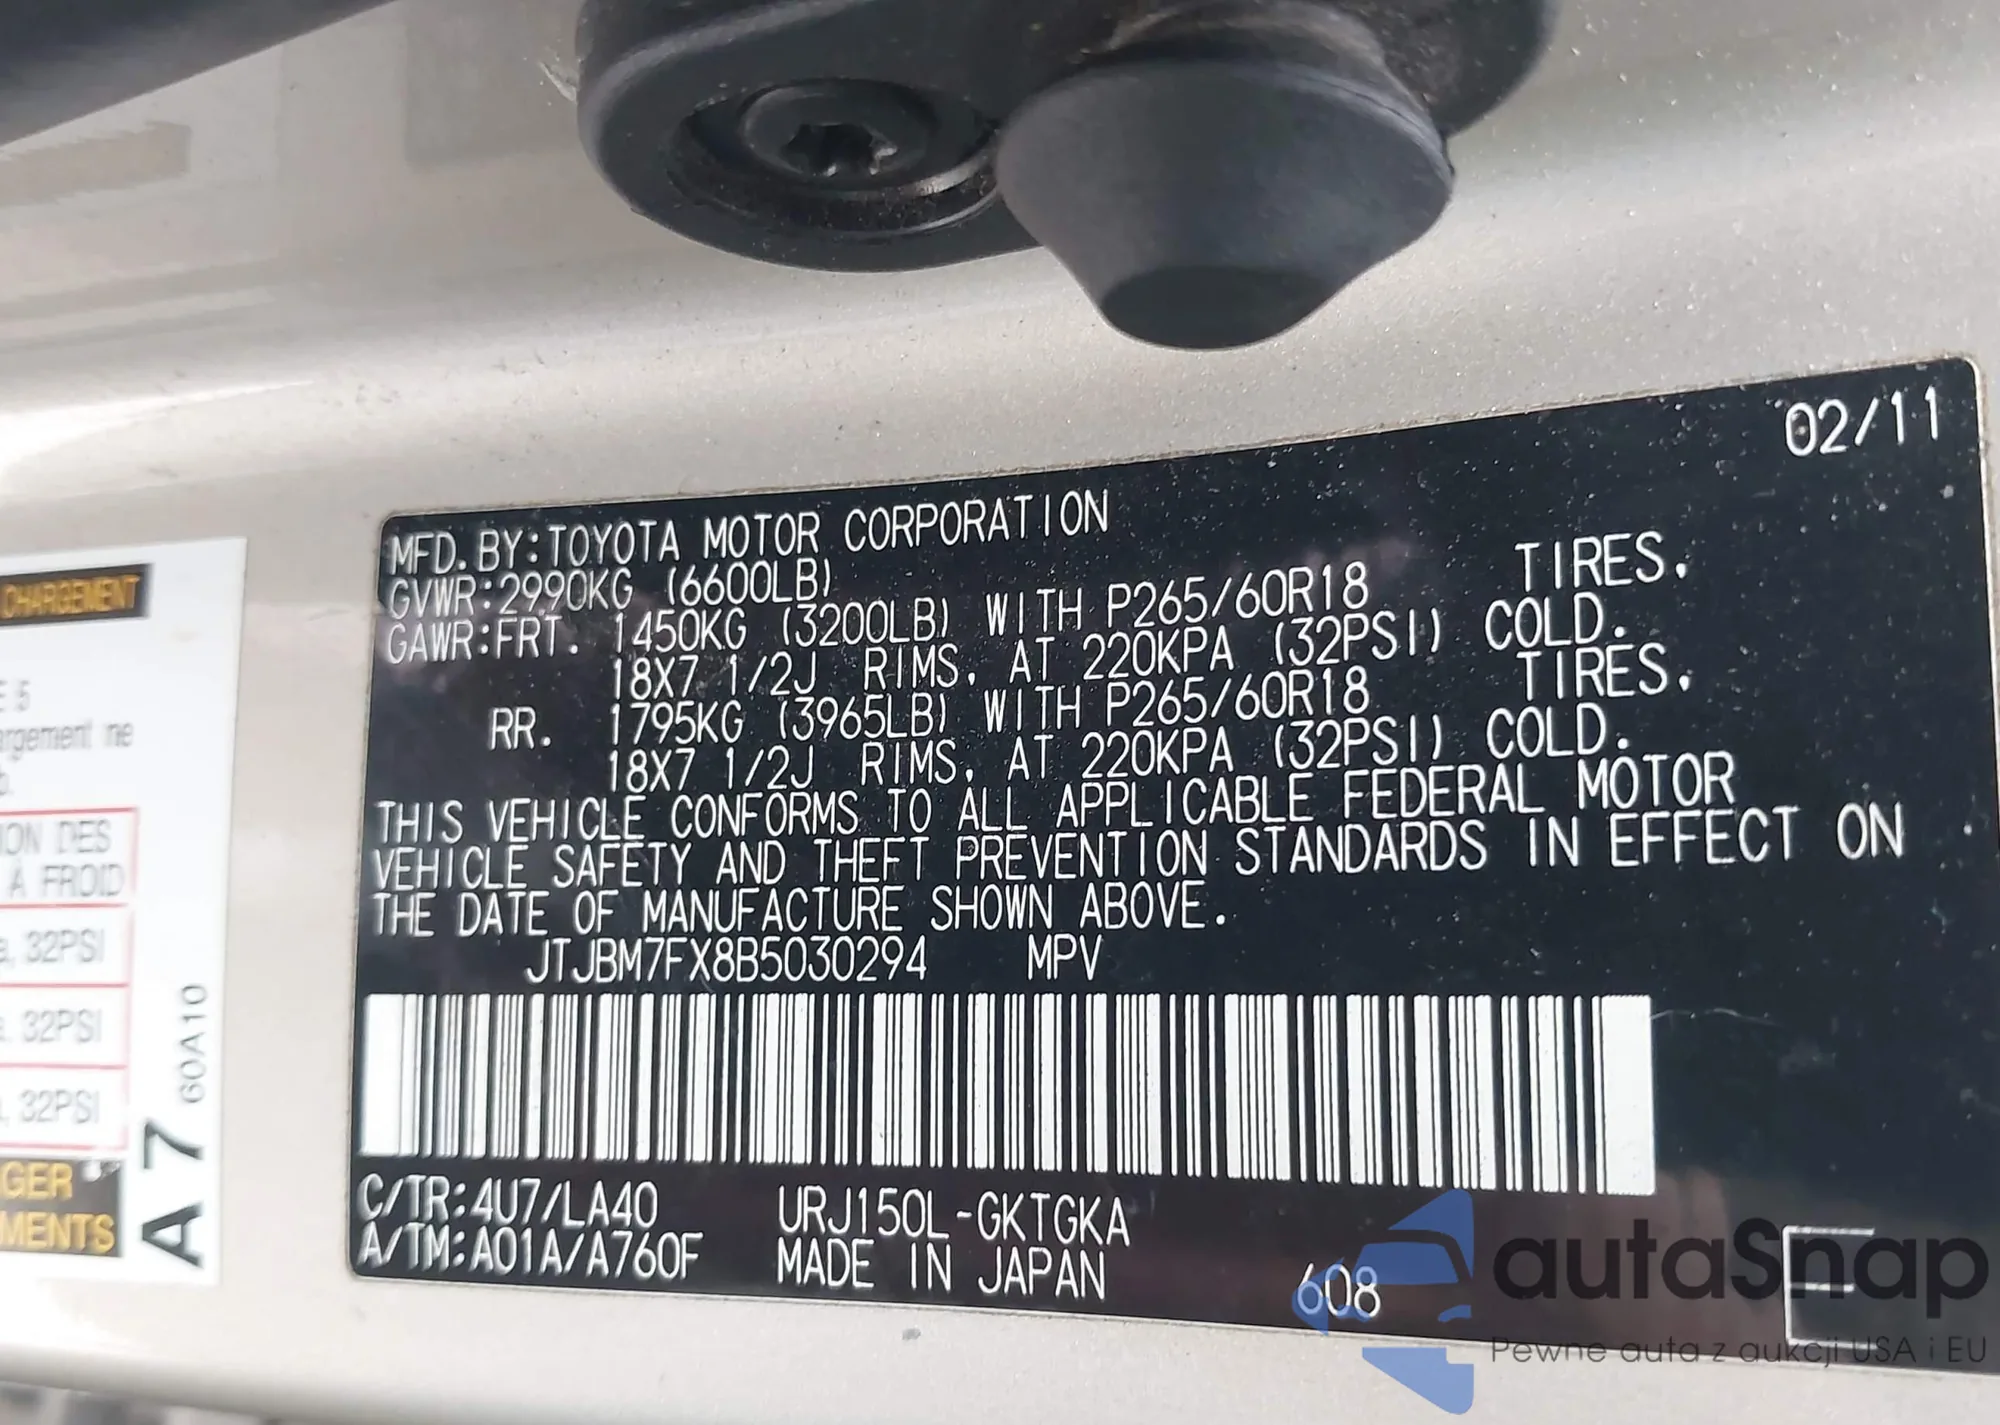 02/11
MFD. BY:TOYOTA MOTOR CORPORATION
GVWR:2990KG (6600LB)
GAWR:FRT. 1450KG (3200LB) WITH P265/60R18 TIRES.
18X7 1/2J RIMS, AT 220KPA (32PSI) COLD.
RR. 1795KG (3965LB) WITH P265/60R18 TIRES.
18X7 1/2J RIMS, AT 220KPA (32PSI) COLD.
THIS VEHICLE CONFORMS TO ALL APPLICABLE FEDERAL MOTOR
VEHICLE SAFETY AND THEFT PREVENTION STANDARDS IN EFFECT ON
THE DATE OF MANUFACTURE SHOWN ABOVE.
JTJBM7FX8B5030294 MPV
C/TR:4U7/LA40 URJ150L-GKTGKA
A/TM:A01A/A760F MADE IN JAPAN
608
CHARGEMENT
E 5
ne
DES
À FROID
32PSI
32PSI
32PSI
A7 60A10
autaSnap
Pewne auta z aukcji USA i EU